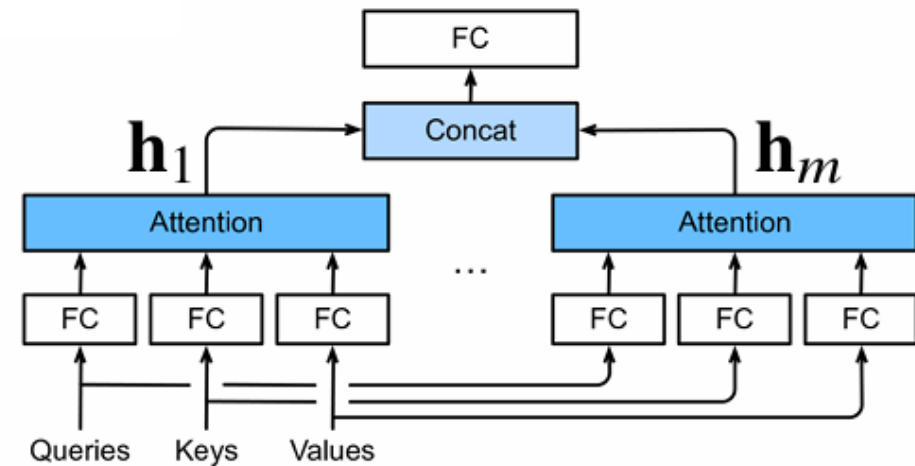 FC
Concat
h1 hm
Attention Attention
...
FC FC FC FC FC FC
Queries Keys Values